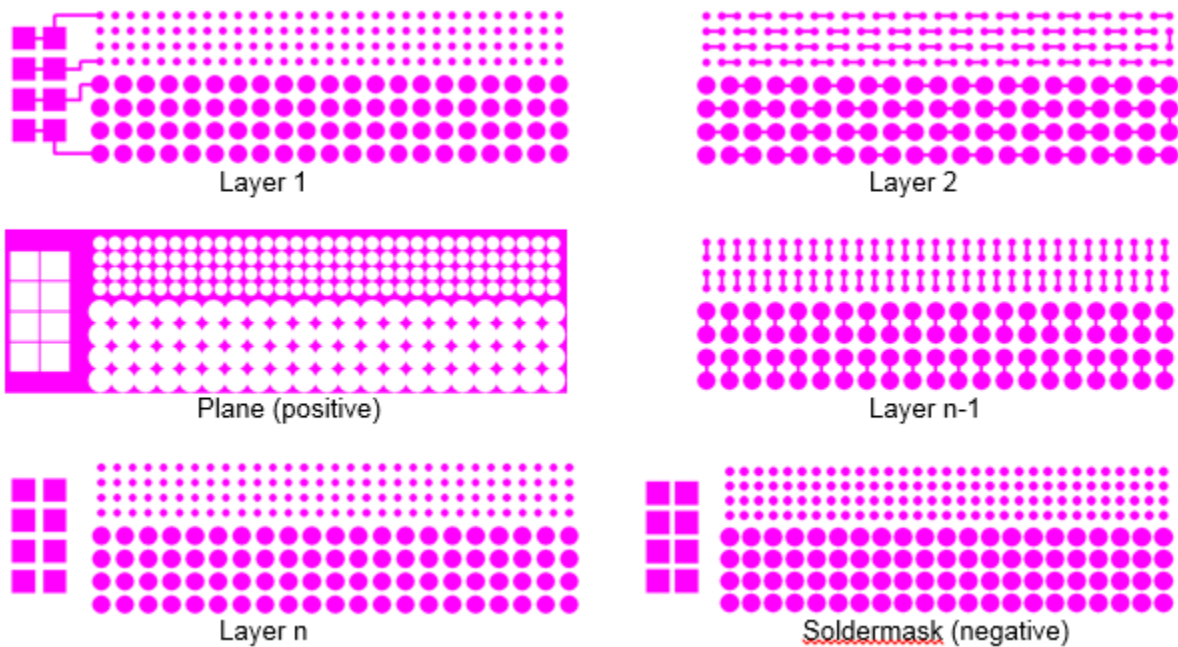 Layer 1
Layer 2
Plane (positive)
Layer n-1
Layer n
Soldermask (negative)